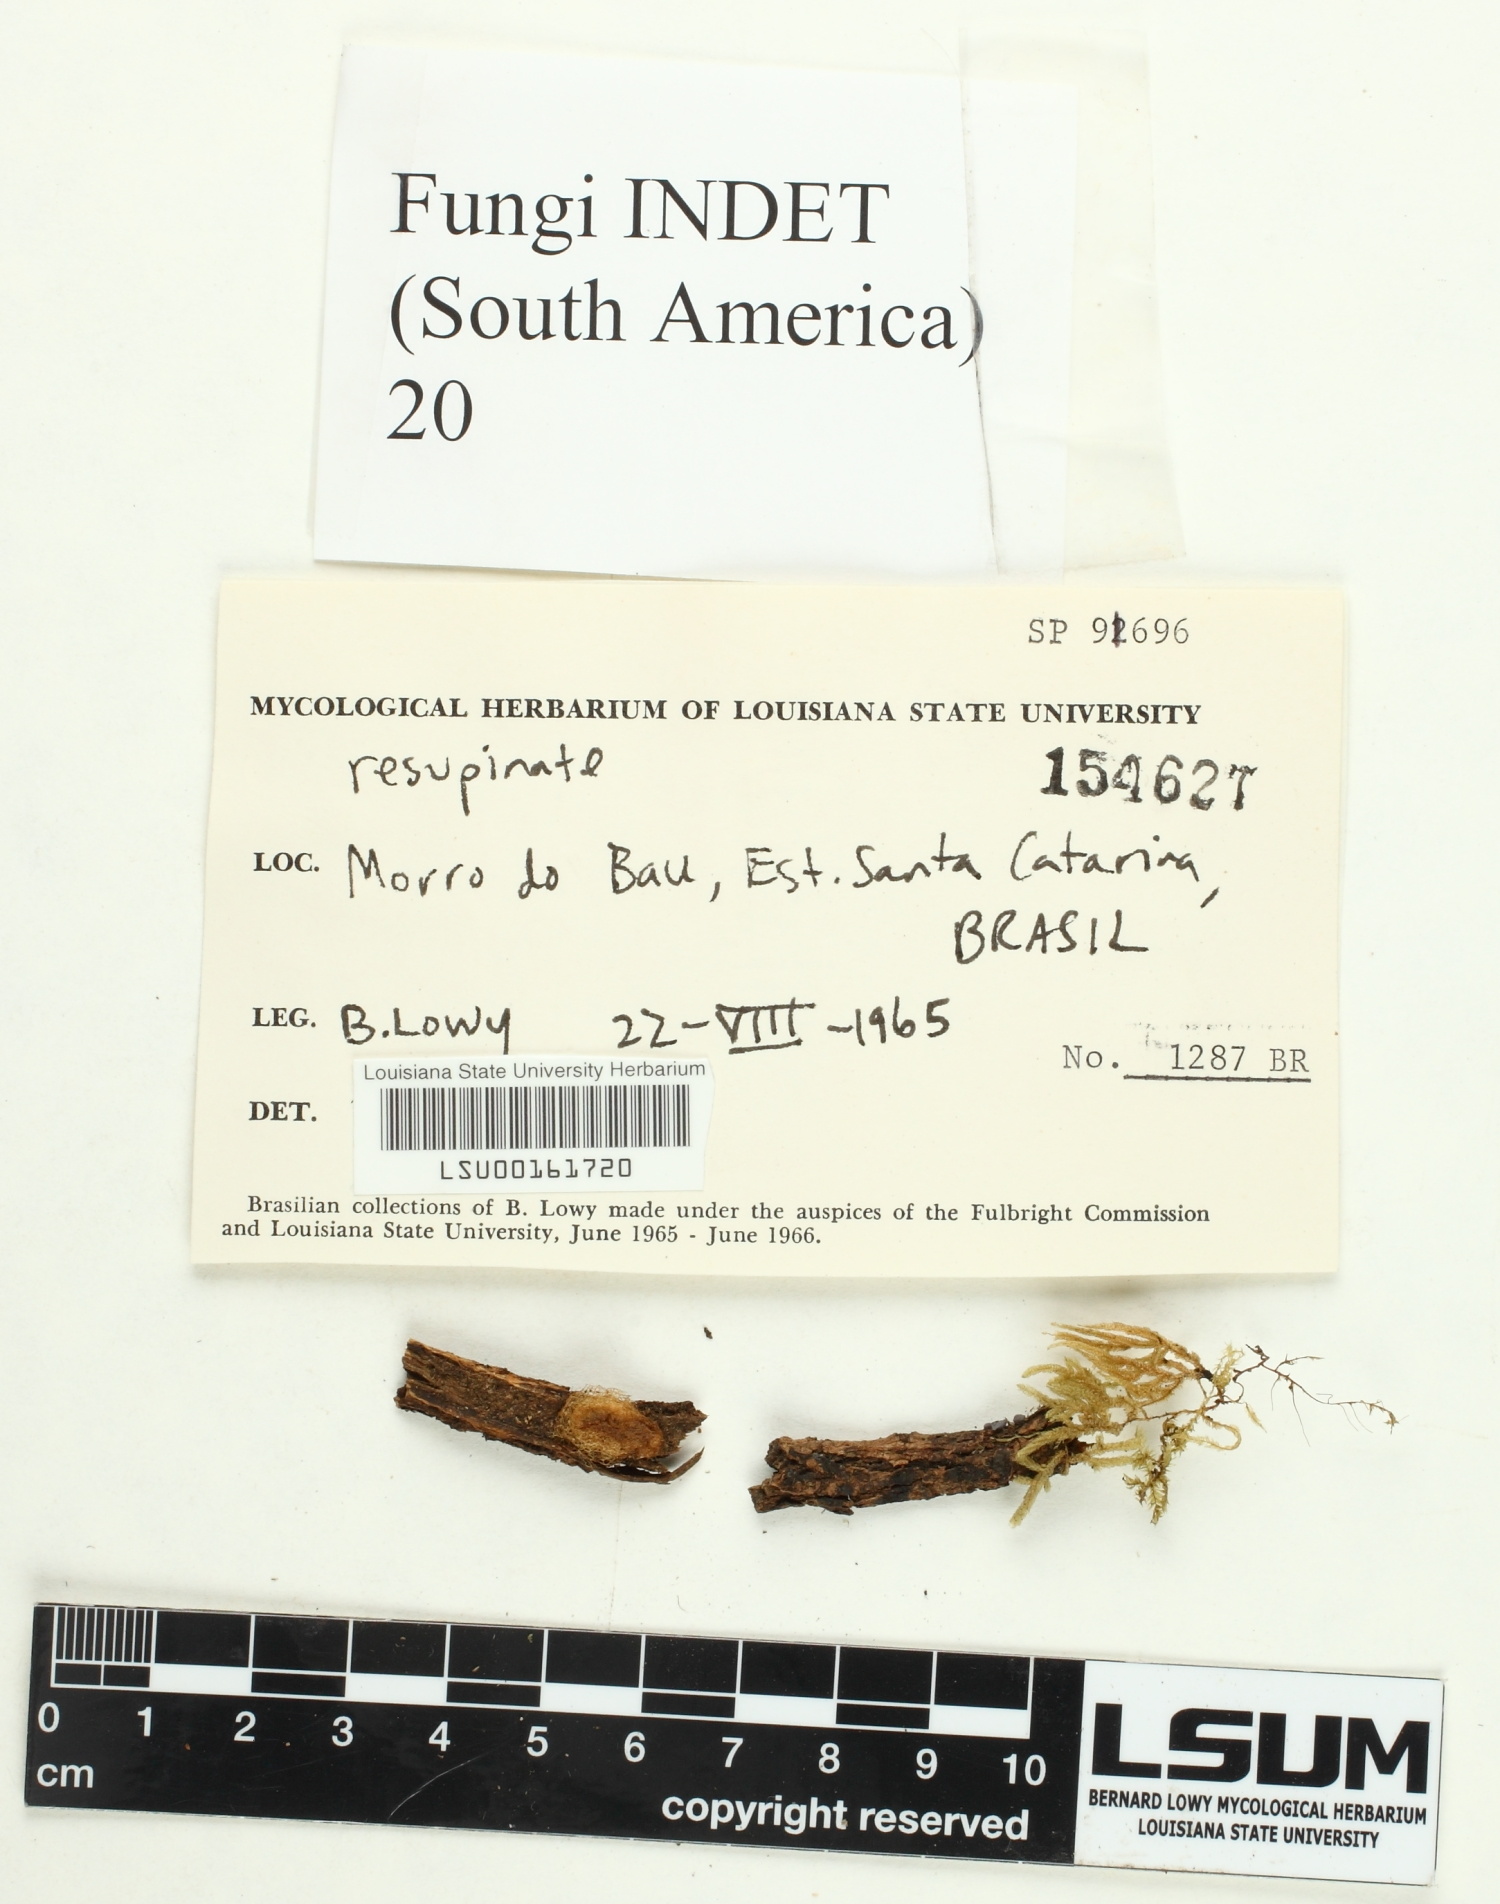 Fungi INDET
(South America)
20
SP 91696
MYCOLOGICAL HERBARIUM OF LOUISIANA STATE UNIVERSITY
resupinate
154627
LOC. Morro do Bau, Est. Santa Catarina,
BRASIL
LEG. B. Lowy 22-VIII-1965
No. 1287 BR
Louisiana State University Herbarium
DET.
LSU00161720
Brasilian collections of B. Lowy made under the auspices of the Fulbright Commission
and Louisiana State University, June 1965 - June 1966.
0 1 2 3 4 5 6 7 8 9 10
cm
copyright reserved
LSUM
BERNARD LOWY MYCOLOGICAL HERBARIUM
LOUISIANA STATE UNIVERSITY